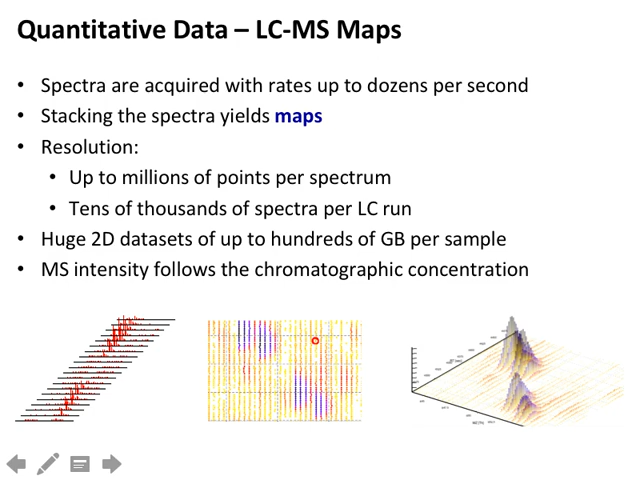 Quantitative Data – LC-MS Maps
• Spectra are acquired with rates up to dozens per second
• Stacking the spectra yields maps
• Resolution:
• Up to millions of points per spectrum
• Tens of thousands of spectra per LC run
• Huge 2D datasets of up to hundreds of GB per sample
• MS intensity follows the chromatographic concentration